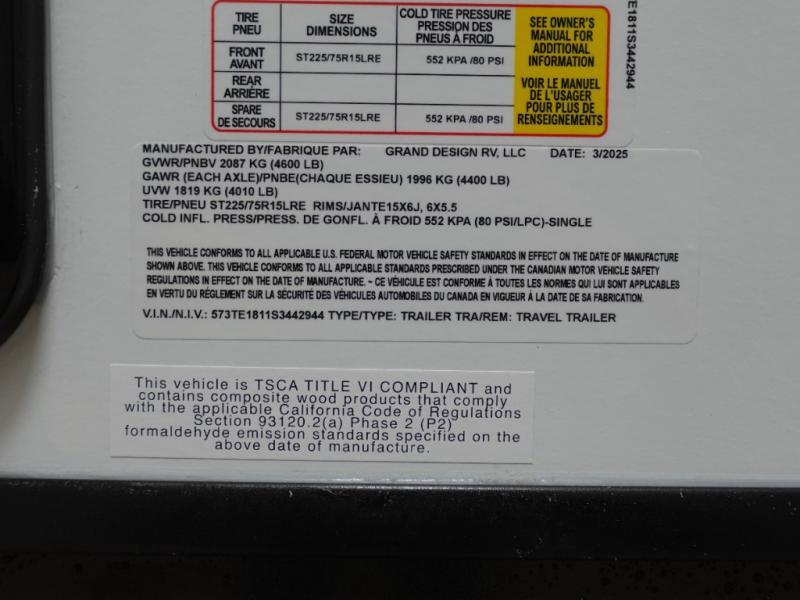 TIRE SIZE COLD TIRE PRESSURE SEE OWNER'S
PNEU DIMENSIONS PRESSION DES MANUAL FOR
PNEUS À FROID ADDITIONAL
INFORMATION
FRONT ST225/75R15LRE 552 KPA /80 PSI
AVANT
REAR VOIR LE MANUEL
ARRIÈRE DE L'USAGER
POUR PLUS DE
SPARE ST225/75R15LRE 552 KPA /80 PSI RENSEIGNEMENTS
DE SECOURS
TE1811S3442944
MANUFACTURED BY/FABRIQUE PAR: GRAND DESIGN RV, LLC DATE: 3/2025
GVWR/PNBV 2087 KG (4600 LB)
GAWR (EACH AXLE)/PNBE(CHAQUE ESSIEU) 1996 KG (4400 LB)
UVW 1819 KG (4010 LB)
TIRE/PNEU ST225/75R15LRE RIMS/JANTE15X6J, 6X5.5
COLD INFL. PRESS/PRESS. DE GONFL. À FROID 552 KPA (80 PSI/LPC)-SINGLE
THIS VEHICLE CONFORMS TO ALL APPLICABLE U.S. FEDERAL MOTOR VEHICLE SAFETY STANDARDS IN EFFECT ON THE DATE OF MANUFACTURE
SHOWN ABOVE. THIS VEHICLE CONFORMS TO ALL APPLICABLE STANDARDS PRESCRIBED UNDER THE CANADIAN MOTOR VEHICLE SAFETY
REGULATIONS IN EFFECT ON THE DATE OF MANUFACTURE. ~ CE VÉHICULE EST CONFORME À TOUTES LES NORMES QUI LUI SONT APPLICABLES
EN VERTU DU RÈGLEMENT SUR LA SÉCURITÉ DES VÉHICULES AUTOMOBILES DU CANADA EN VIGUEUR À LA DATE DE SA FABRICATION.
V.I.N./N.I.V.: 573TE1811S3442944 TYPE/TYPE: TRAILER TRA/REM: TRAVEL TRAILER
This vehicle is TSCA TITLE VI COMPLIANT and
contains composite wood products that comply
with the applicable California Code of Regulations
Section 93120.2(a) Phase 2 (P2)
formaldehyde emission standards specified on the
above date of manufacture.